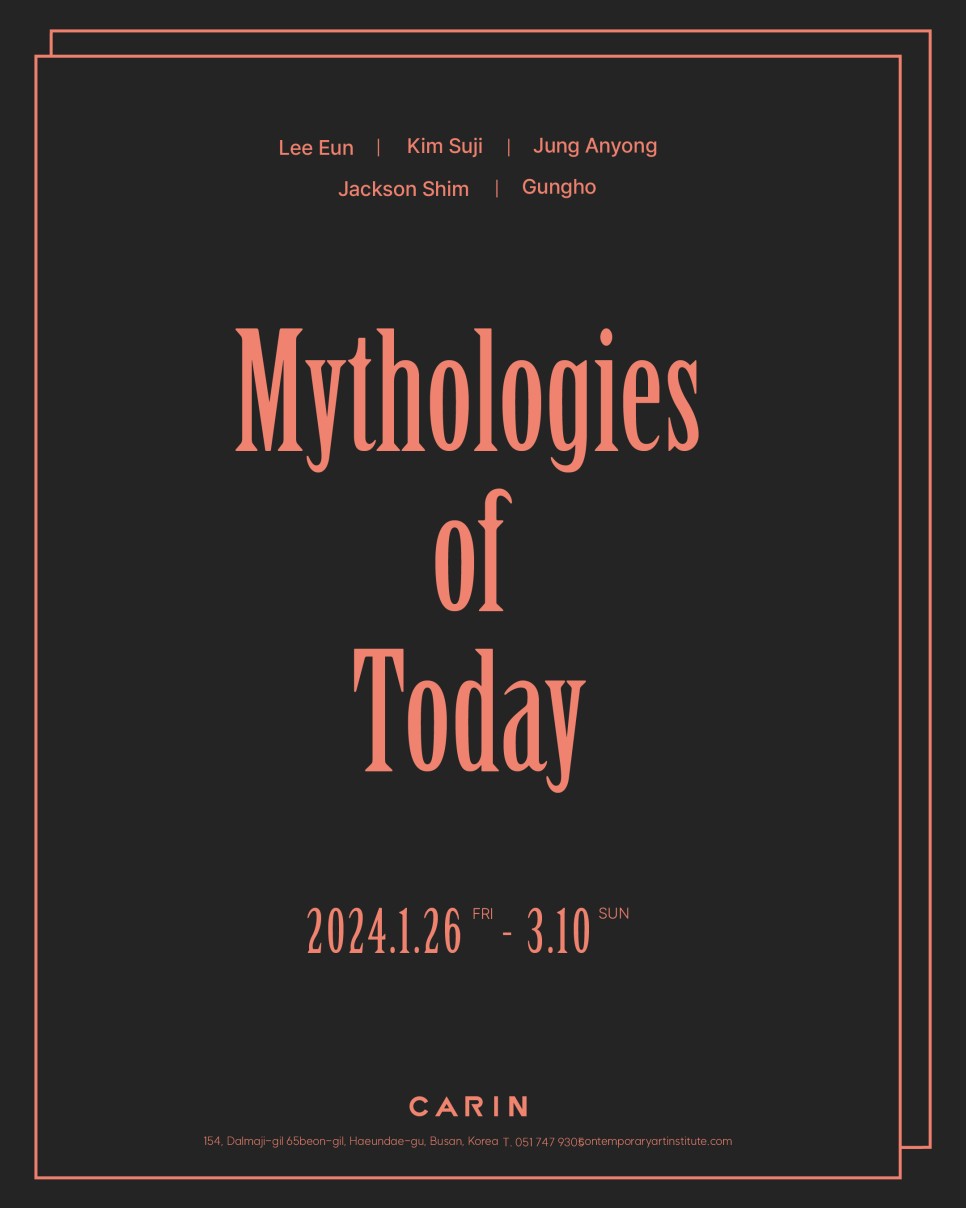 Lee Eun | Kim Suji | Jung Anyong
Jackson Shim | Gungho
Mythologies
of
Today
2024.1.26 FRI - 3.10 SUN
CARIN
154, Dalmaji-gil 65beon-gil, Haeundae-gu, Busan, Korea T. 051 747 930 contemporaryartinstitute.com